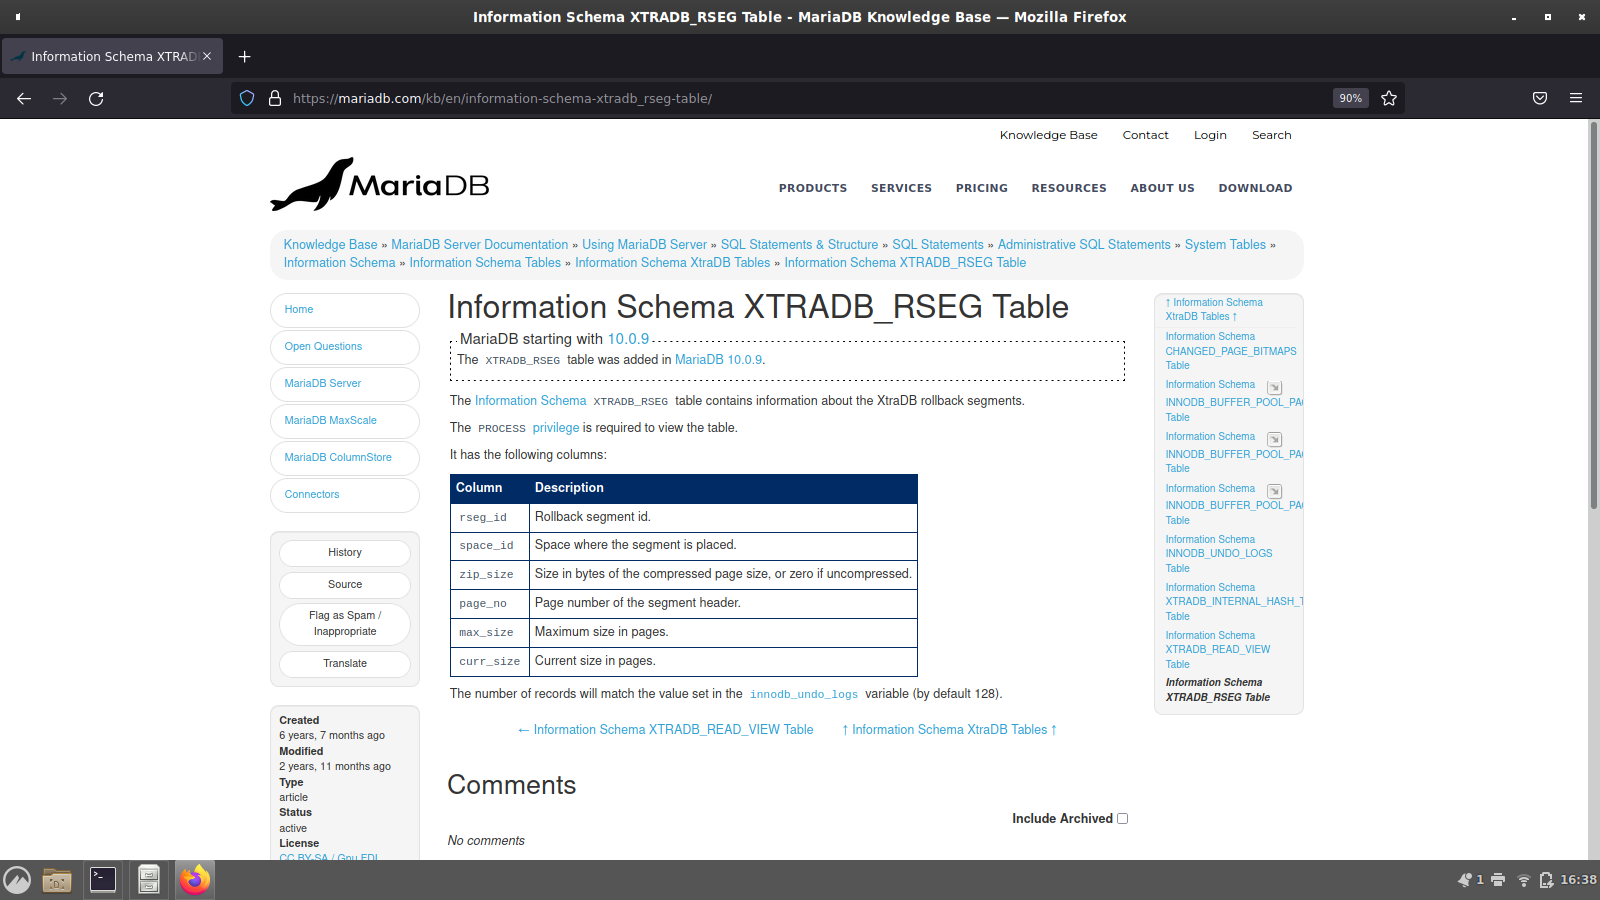 Information Schema XTRADB_RSEG Table - MariaDB Knowledge Base — Mozilla Firefox
Information Schema XTRAD
https://mariadb.com/kb/en/information-schema-xtradb_rseg-table/
90%
Knowledge Base Contact Login Search
MariaDB
PRODUCTS SERVICES PRICING RESOURCES ABOUT US DOWNLOAD
Knowledge Base » MariaDB Server Documentation » Using MariaDB Server » SQL Statements & Structure » SQL Statements » Administrative SQL Statements » System Tables »
Information Schema » Information Schema Tables » Information Schema XtraDB Tables » Information Schema XTRADB_RSEG Table
Home
Open Questions
MariaDB Server
MariaDB MaxScale
MariaDB ColumnStore
Connectors
History
Source
Flag as Spam /
Inappropriate
Translate
Created
6 years, 7 months ago
Modified
2 years, 11 months ago
Type
article
Status
active
License
CC BY-SA / Gnu FDL
Information Schema XTRADB_RSEG Table
MariaDB starting with 10.0.9
The XTRADB_RSEG table was added in MariaDB 10.0.9.
The Information Schema XTRADB_RSEG table contains information about the XtraDB rollback segments.
The PROCESS privilege is required to view the table.
It has the following columns:
Column Description
rseg_id Rollback segment id.
space_id Space where the segment is placed.
zip_size Size in bytes of the compressed page size, or zero if uncompressed.
page_no Page number of the segment header.
max_size Maximum size in pages.
curr_size Current size in pages.
The number of records will match the value set in the innodb_undo_logs variable (by default 128).
← Information Schema XTRADB_READ_VIEW Table ↑ Information Schema XtraDB Tables ↑
Comments
Include Archived
No comments
↑ Information Schema
XtraDB Tables ↑
Information Schema
CHANGED_PAGE_BITMAPS
Table
Information Schema
INNODB_BUFFER_POOL_PA
Table
Information Schema
INNODB_BUFFER_POOL_PA
Table
Information Schema
INNODB_BUFFER_POOL_PA
Table
Information Schema
INNODB_UNDO_LOGS
Table
Information Schema
XTRADB_INTERNAL_HASH_T
Table
Information Schema
XTRADB_READ_VIEW
Table
Information Schema
XTRADB_RSEG Table
1 16:38